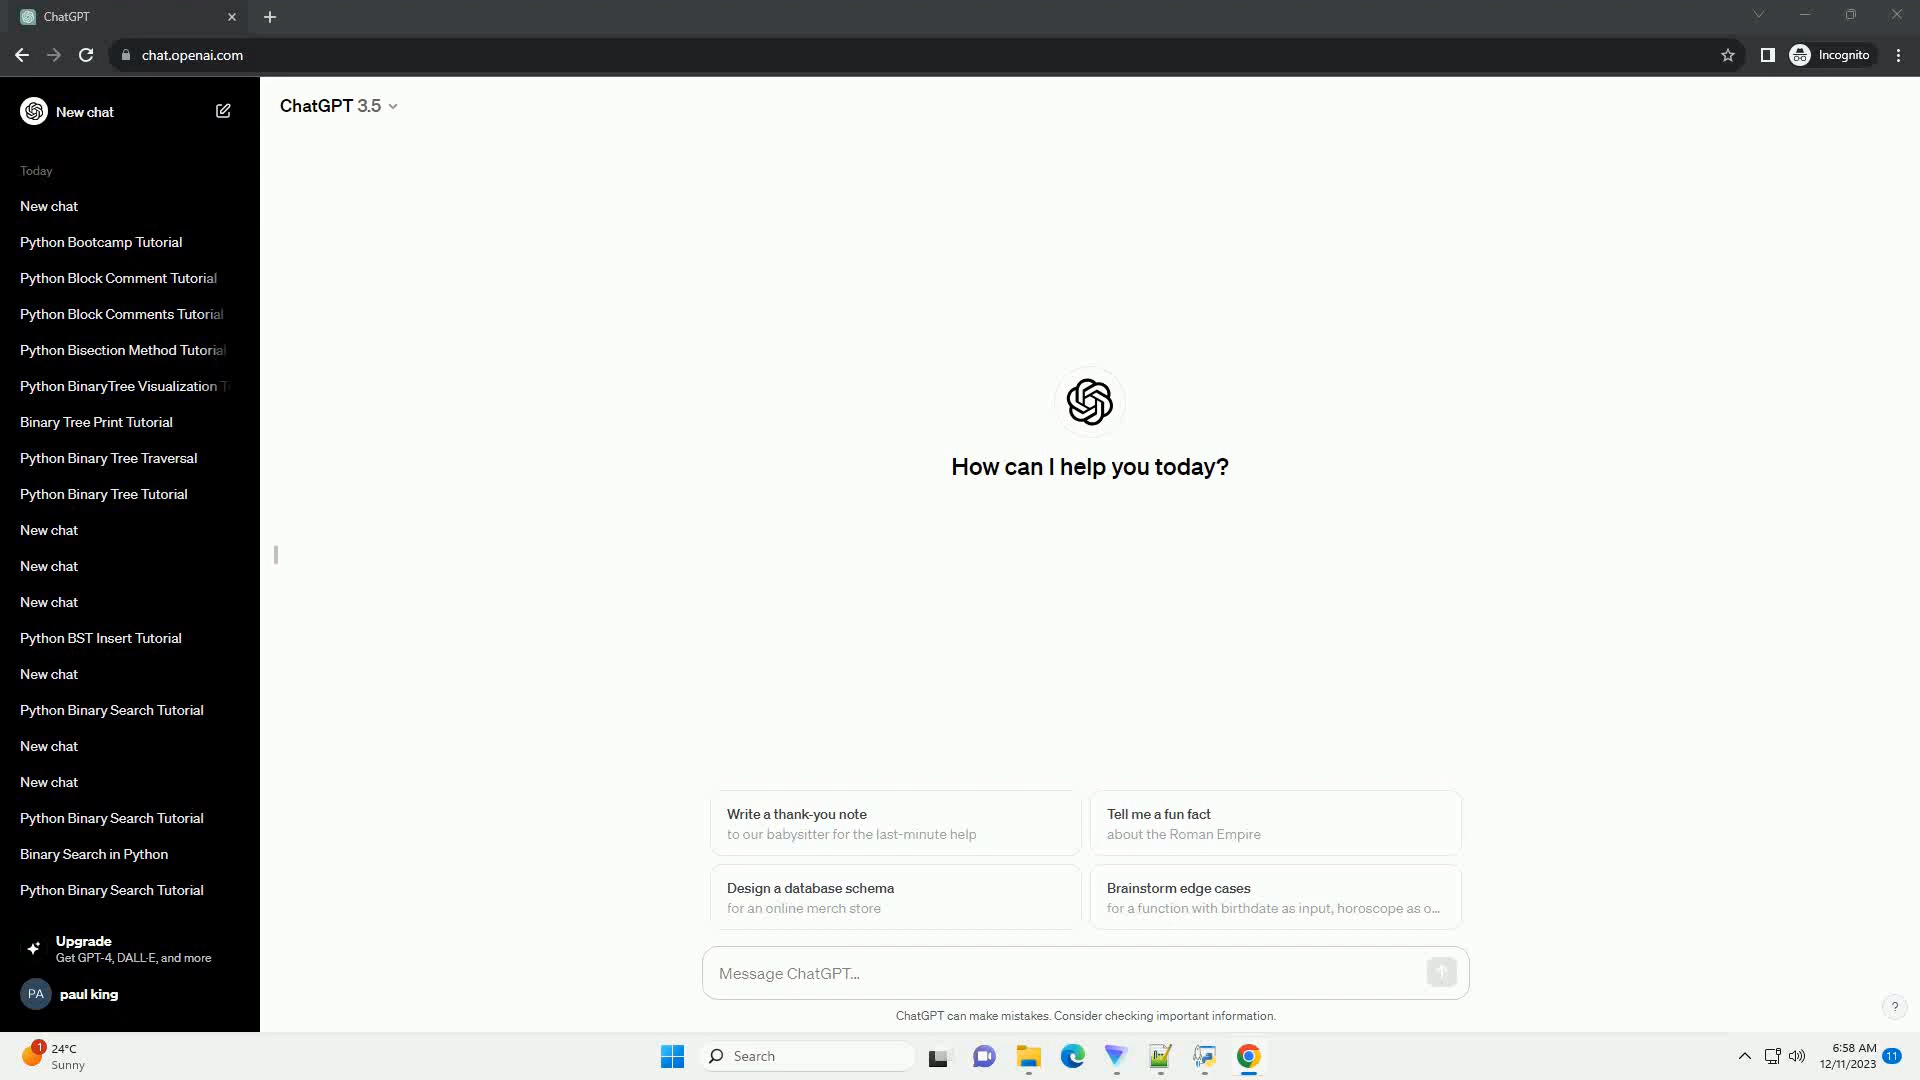 ChatGPT
chat.openai.com
Incognito
New chat
ChatGPT 3.5
Today
New chat
Python Bootcamp Tutorial
Python Block Comment Tutorial
Python Block Comments Tutorial
Python Bisection Method Tutorial
Python BinaryTree Visualization T
Binary Tree Print Tutorial
Python Binary Tree Traversal
Python Binary Tree Tutorial
New chat
New chat
New chat
Python BST Insert Tutorial
New chat
Python Binary Search Tutorial
New chat
New chat
Python Binary Search Tutorial
Binary Search in Python
Python Binary Search Tutorial
Upgrade
Get GPT-4, DALL·E, and more
PA paul king
How can I help you today?
Write a thank-you note
to our babysitter for the last-minute help
Tell me a fun fact
about the Roman Empire
Design a database schema
for an online merch store
Brainstorm edge cases
for a function with birthdate as input, horoscope as o...
Message ChatGPT...
ChatGPT can make mistakes. Consider checking important information.
?
1
24°C
Sunny
Search
6:58 AM
12/11/2023
11